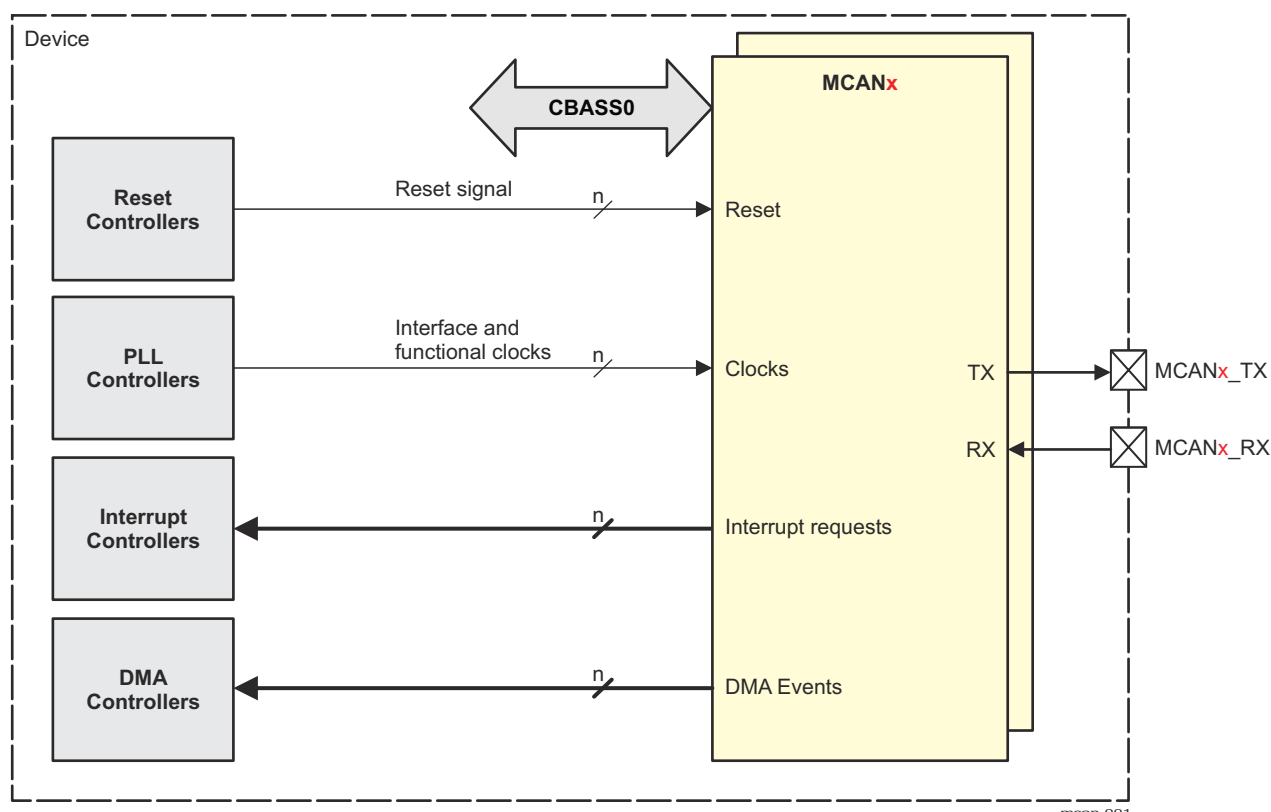 Device
MCANx
CBASS0
Reset
Controllers
Reset signal
n
Reset
PLL
Controllers
Interface and
functional clocks
n
Clocks
TX
MCANx_TX
RX
MCANx_RX
Interrupt
Controllers
n
Interrupt requests
DMA
Controllers
n
DMA Events